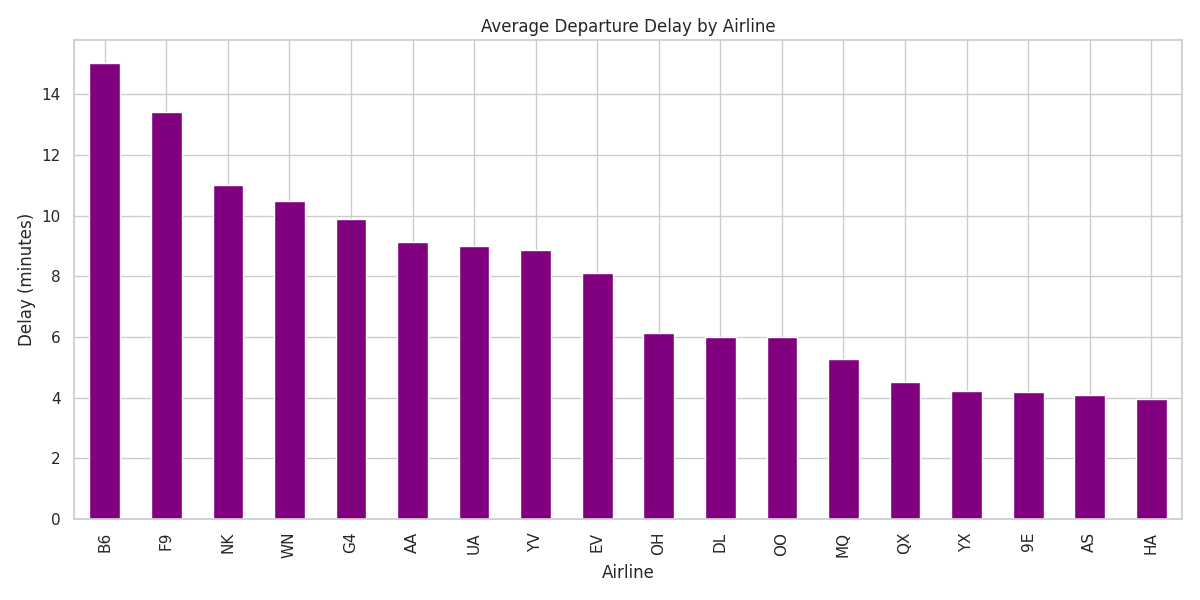 Average Departure Delay by Airline
Delay (minutes)
14
12
10
8
6
4
2
0
B6 F9 NK WN G4 AA UA YV EV OH DL OO MQ QX YX 9E AS HA
Airline